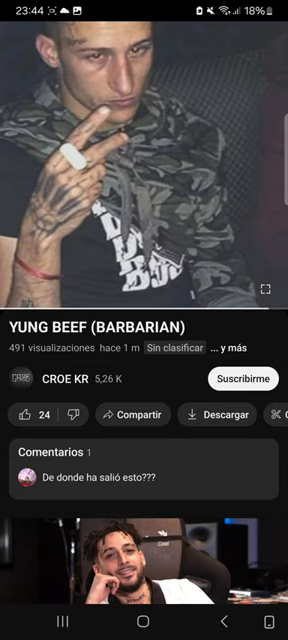 23:44
18%
YUNG BEEF (BARBARIAN)
491 visualizaciones hace 1 m Sin clasificar ... y más
CROE KR 5,26 K Suscribirme
24 Compartir Descargar C
Comentarios 1
De donde ha salió esto???
Cool